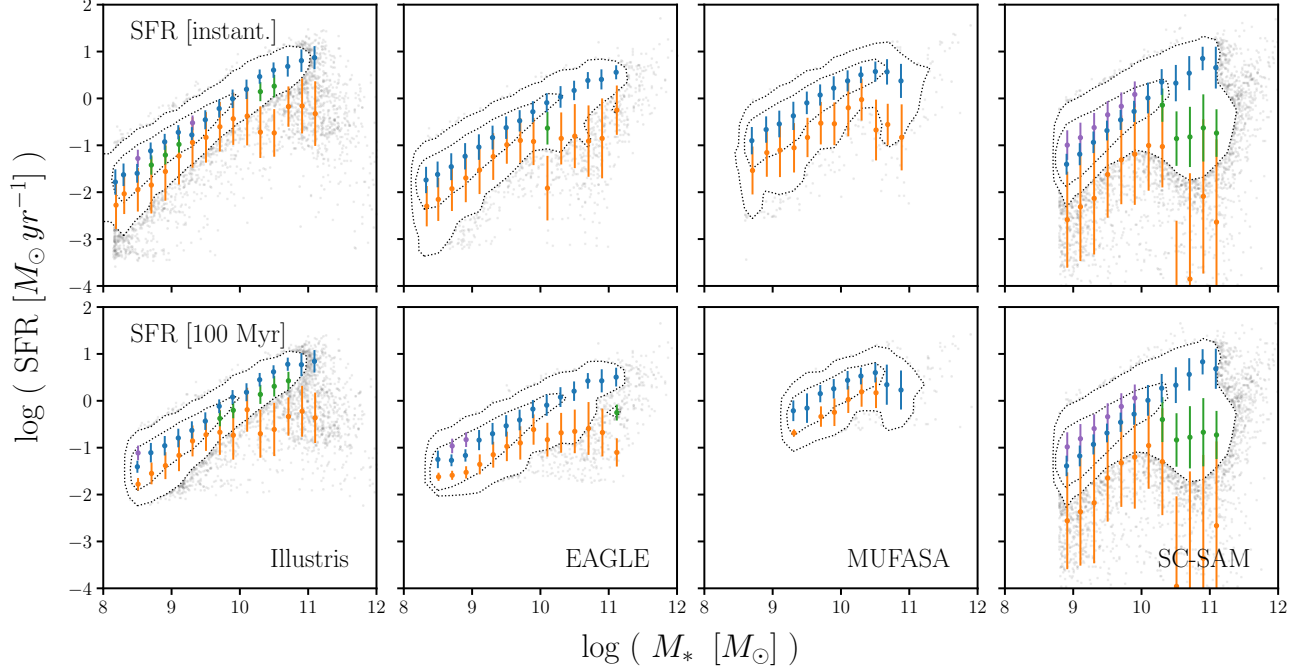 2
1
0
−1
−2
−3
−4
SFR [instant.]
log ( SFR [M⊙ yr−1] )
2
1
0
−1
−2
−3
−4
SFR [100 Myr]
Illustris
EAGLE
MUFASA
SC-SAM
8 9 10 11 12
8 9 10 11 12
8 9 10 11 12
8 9 10 11 12
log ( M∗ [M⊙] )